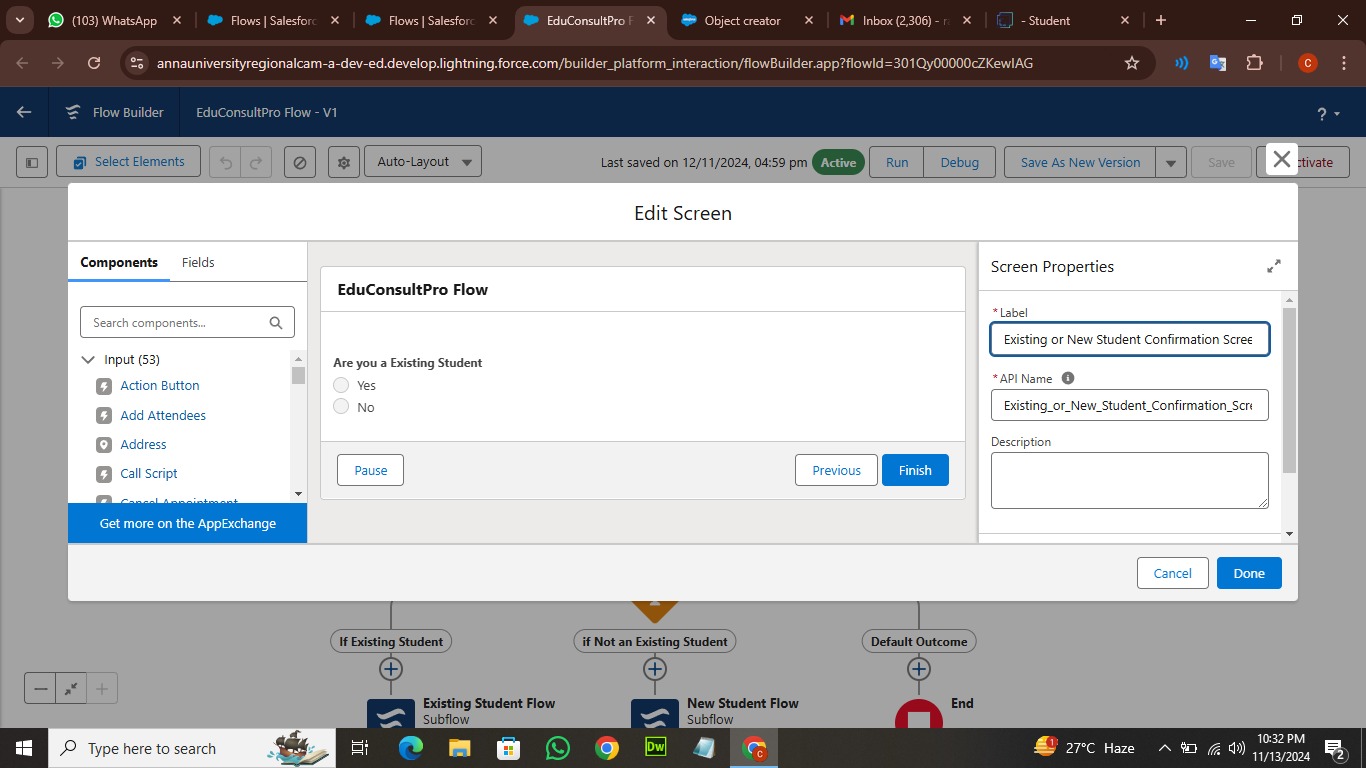 (103) WhatsApp
Flows | Salesforc
Flows | Salesforc
EduConsultPro F
Object creator
Inbox (2,306) - ra
- Student
annauniversityregionalcam-a-dev-ed.develop.lightning.force.com/builder_platform_interaction/flowBuilder.app?flowId=301Qy00000cZKewIAG
C
Flow Builder
EduConsultPro Flow - V1
?
Select Elements
Auto-Layout
Last saved on 12/11/2024, 04:59 pm
Active
Run
Debug
Save As New Version
Save
ctivate
Edit Screen
Components
Fields
Search components...
Input (53)
Action Button
Add Attendees
Address
Call Script
Cancel Appointment
Get more on the AppExchange
EduConsultPro Flow
Are you a Existing Student
Yes
No
Pause
Previous
Finish
Screen Properties
*Label
Existing or New Student Confirmation Scree
*API Name
Existing_or_New_Student_Confirmation_Scre
Description
Cancel
Done
If Existing Student
if Not an Existing Student
Default Outcome
Existing Student Flow
Subflow
New Student Flow
Subflow
End
Type here to search
Dw
C
1
27°C Haze
10:32 PM
11/13/2024
2